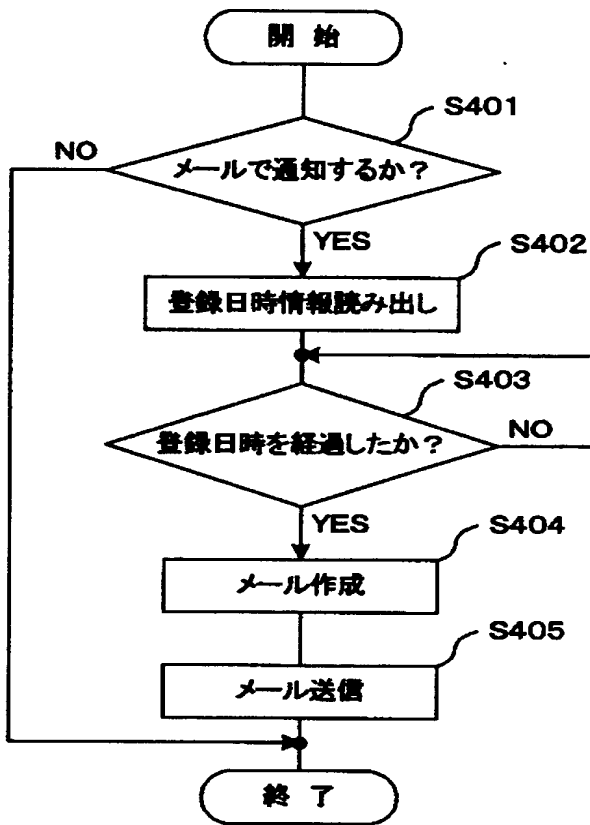 開 始
S401
NO
メールで通知するか？
YES
S402
登録日時情報読み出し
S403
登録日時を経過したか？
NO
YES
S404
メール作成
S405
メール送信
終 了